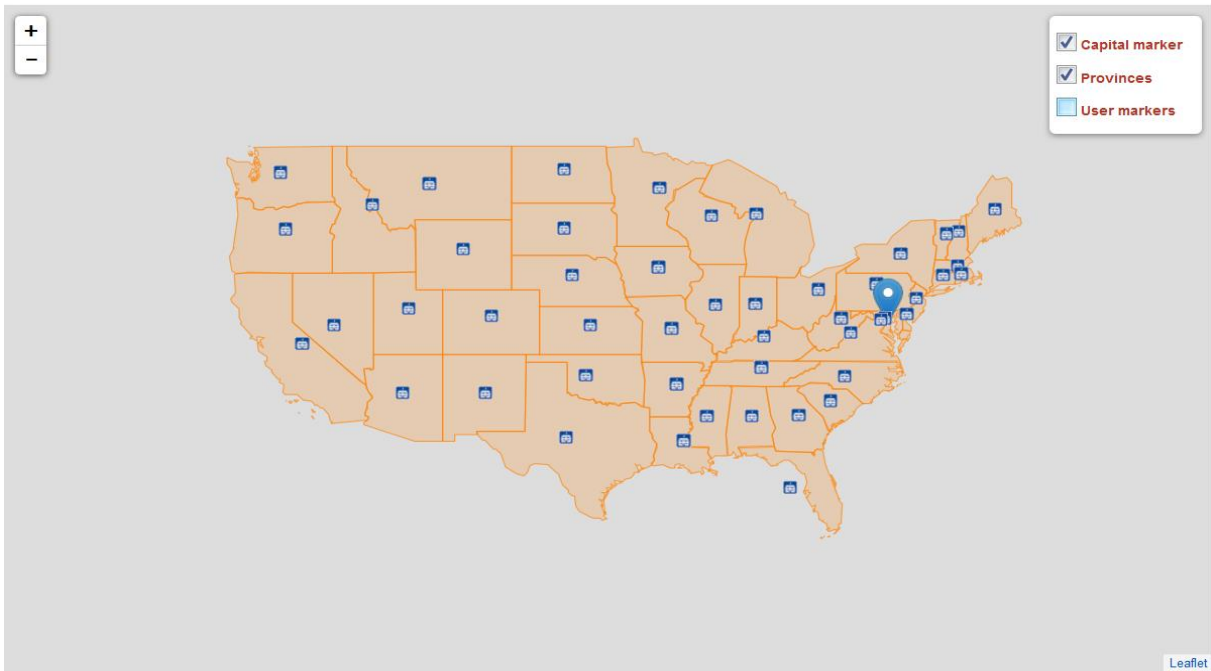 +
−
Capital marker
Provinces
User markers
Leaflet